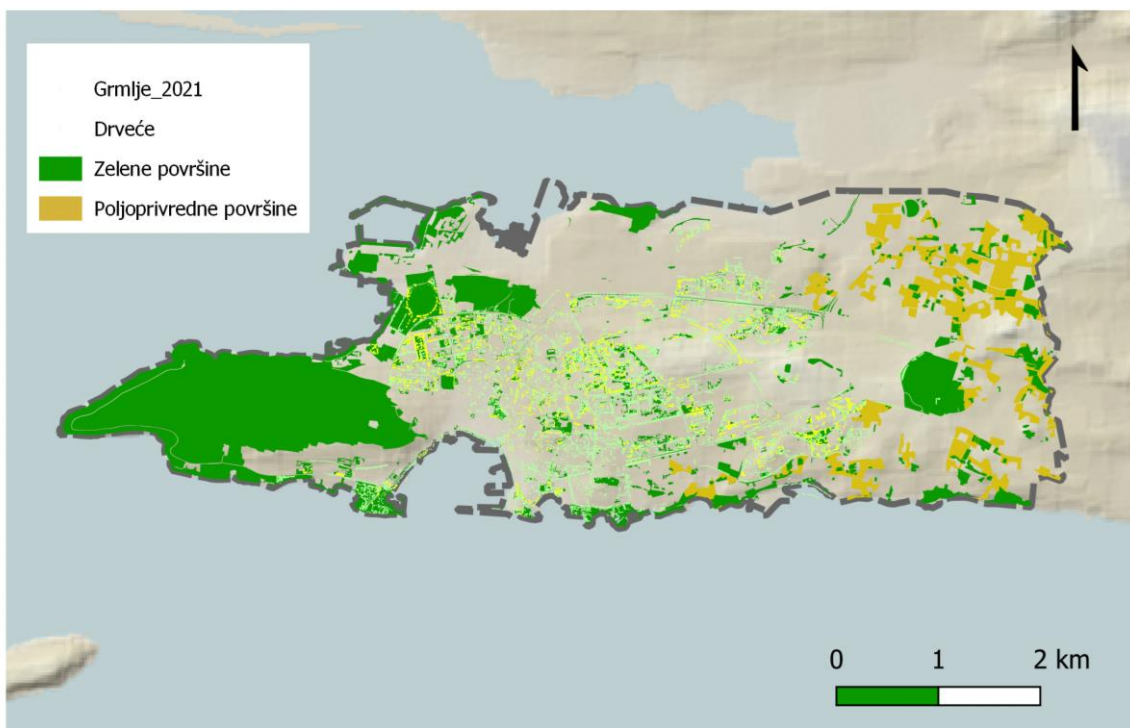 Grmlje_2021
Drveće
Zelene površine
Poljoprivredne površine
0 1 2 km